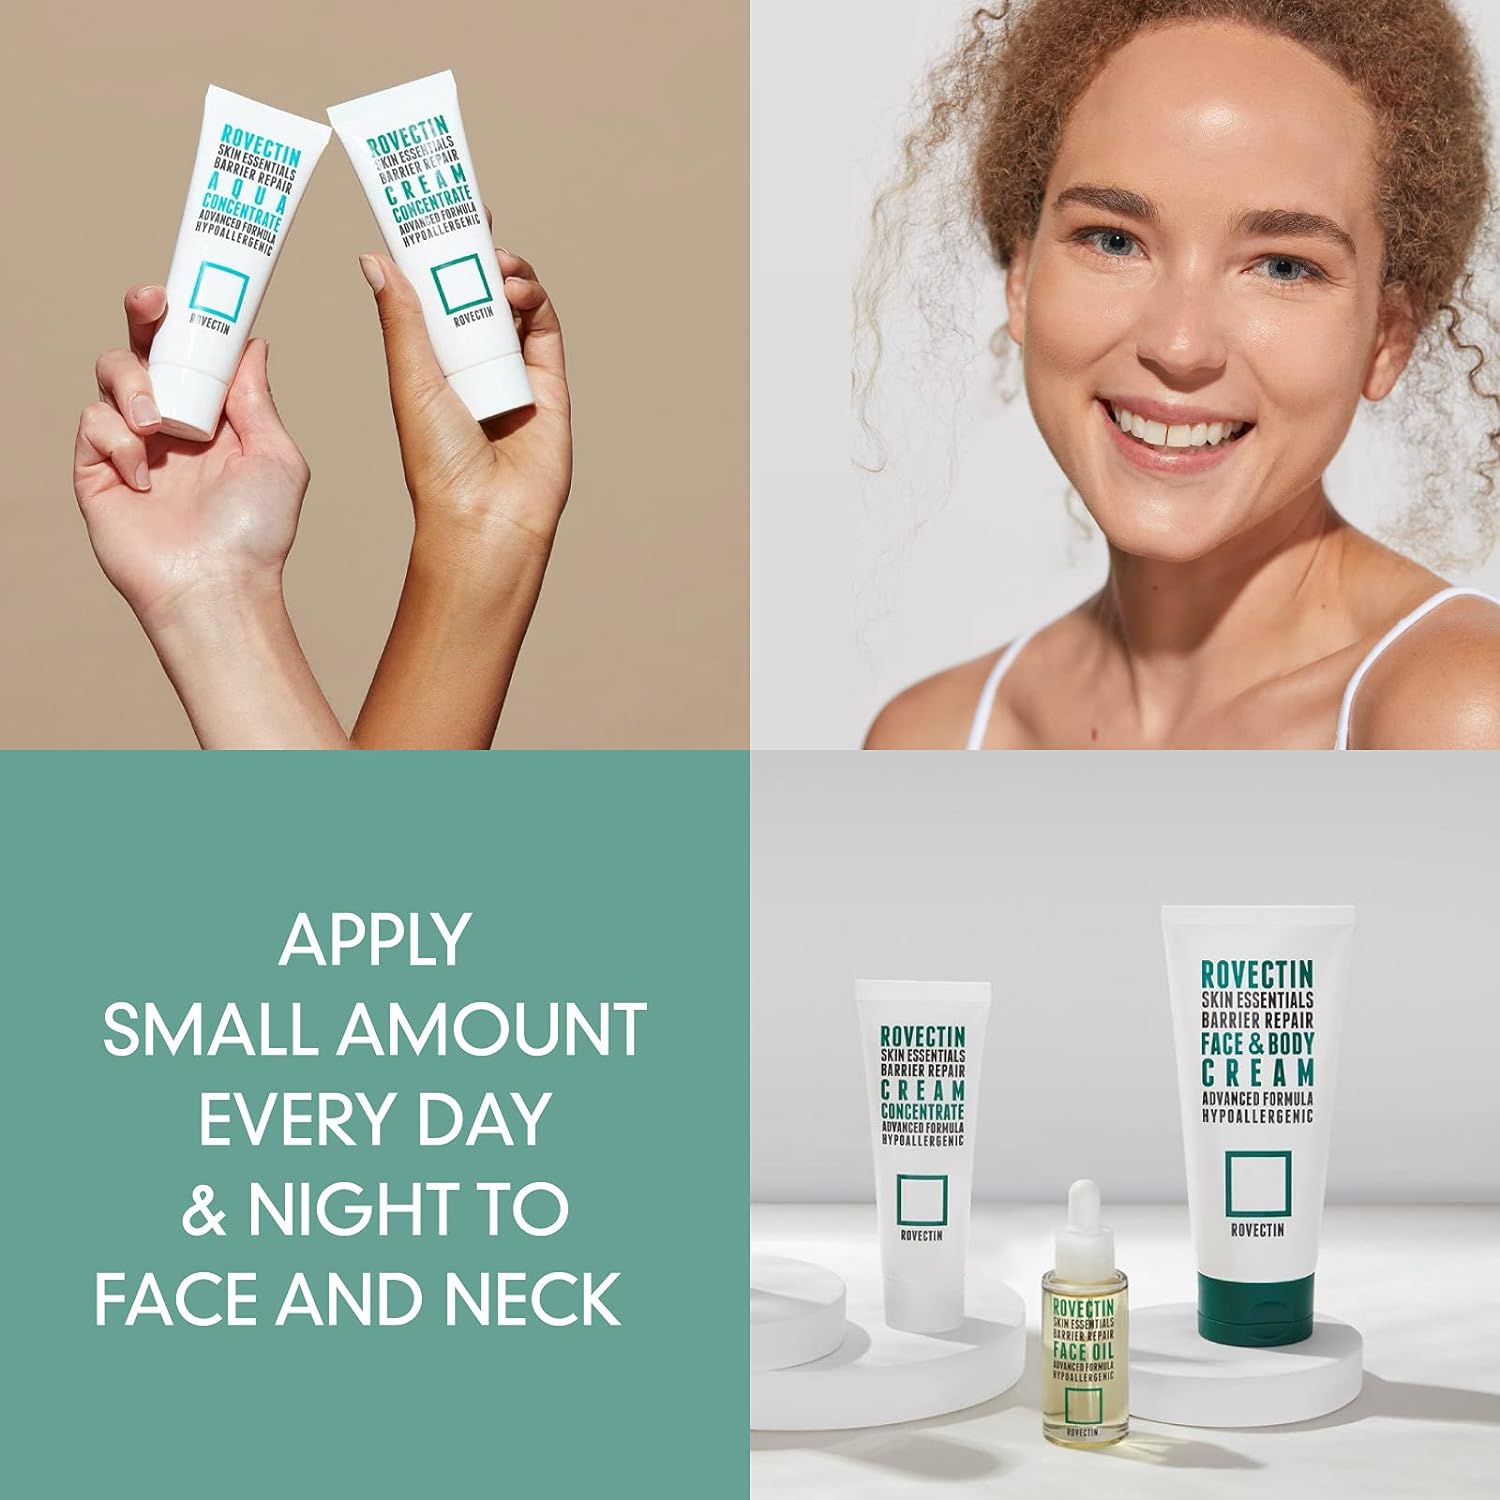 ROVECTIN
SKIN ESSENTIALS
BARRIER REPAIR
AQUA
CONCENTRATE
ADVANCED FORMULA
HYPOALLERGENIC
ROVECTIN
ROVECTIN
SKIN ESSENTIALS
BARRIER REPAIR
CREAM
CONCENTRATE
ADVANCED FORMULA
HYPOALLERGENIC
ROVECTIN
APPLY
SMALL AMOUNT
EVERY DAY
& NIGHT TO
FACE AND NECK
ROVECTIN
SKIN ESSENTIALS
BARRIER REPAIR
CREAM
CONCENTRATE
ADVANCED FORMULA
HYPOALLERGENIC
ROVECTIN
ROVECTIN
SKIN ESSENTIALS
BARRIER REPAIR
FACE OIL
ADVANCED FORMULA
HYPOALLERGENIC
ROVECTIN
ROVECTIN
SKIN ESSENTIALS
BARRIER REPAIR
FACE & BODY
CREAM
ADVANCED FORMULA
HYPOALLERGENIC
ROVECTIN